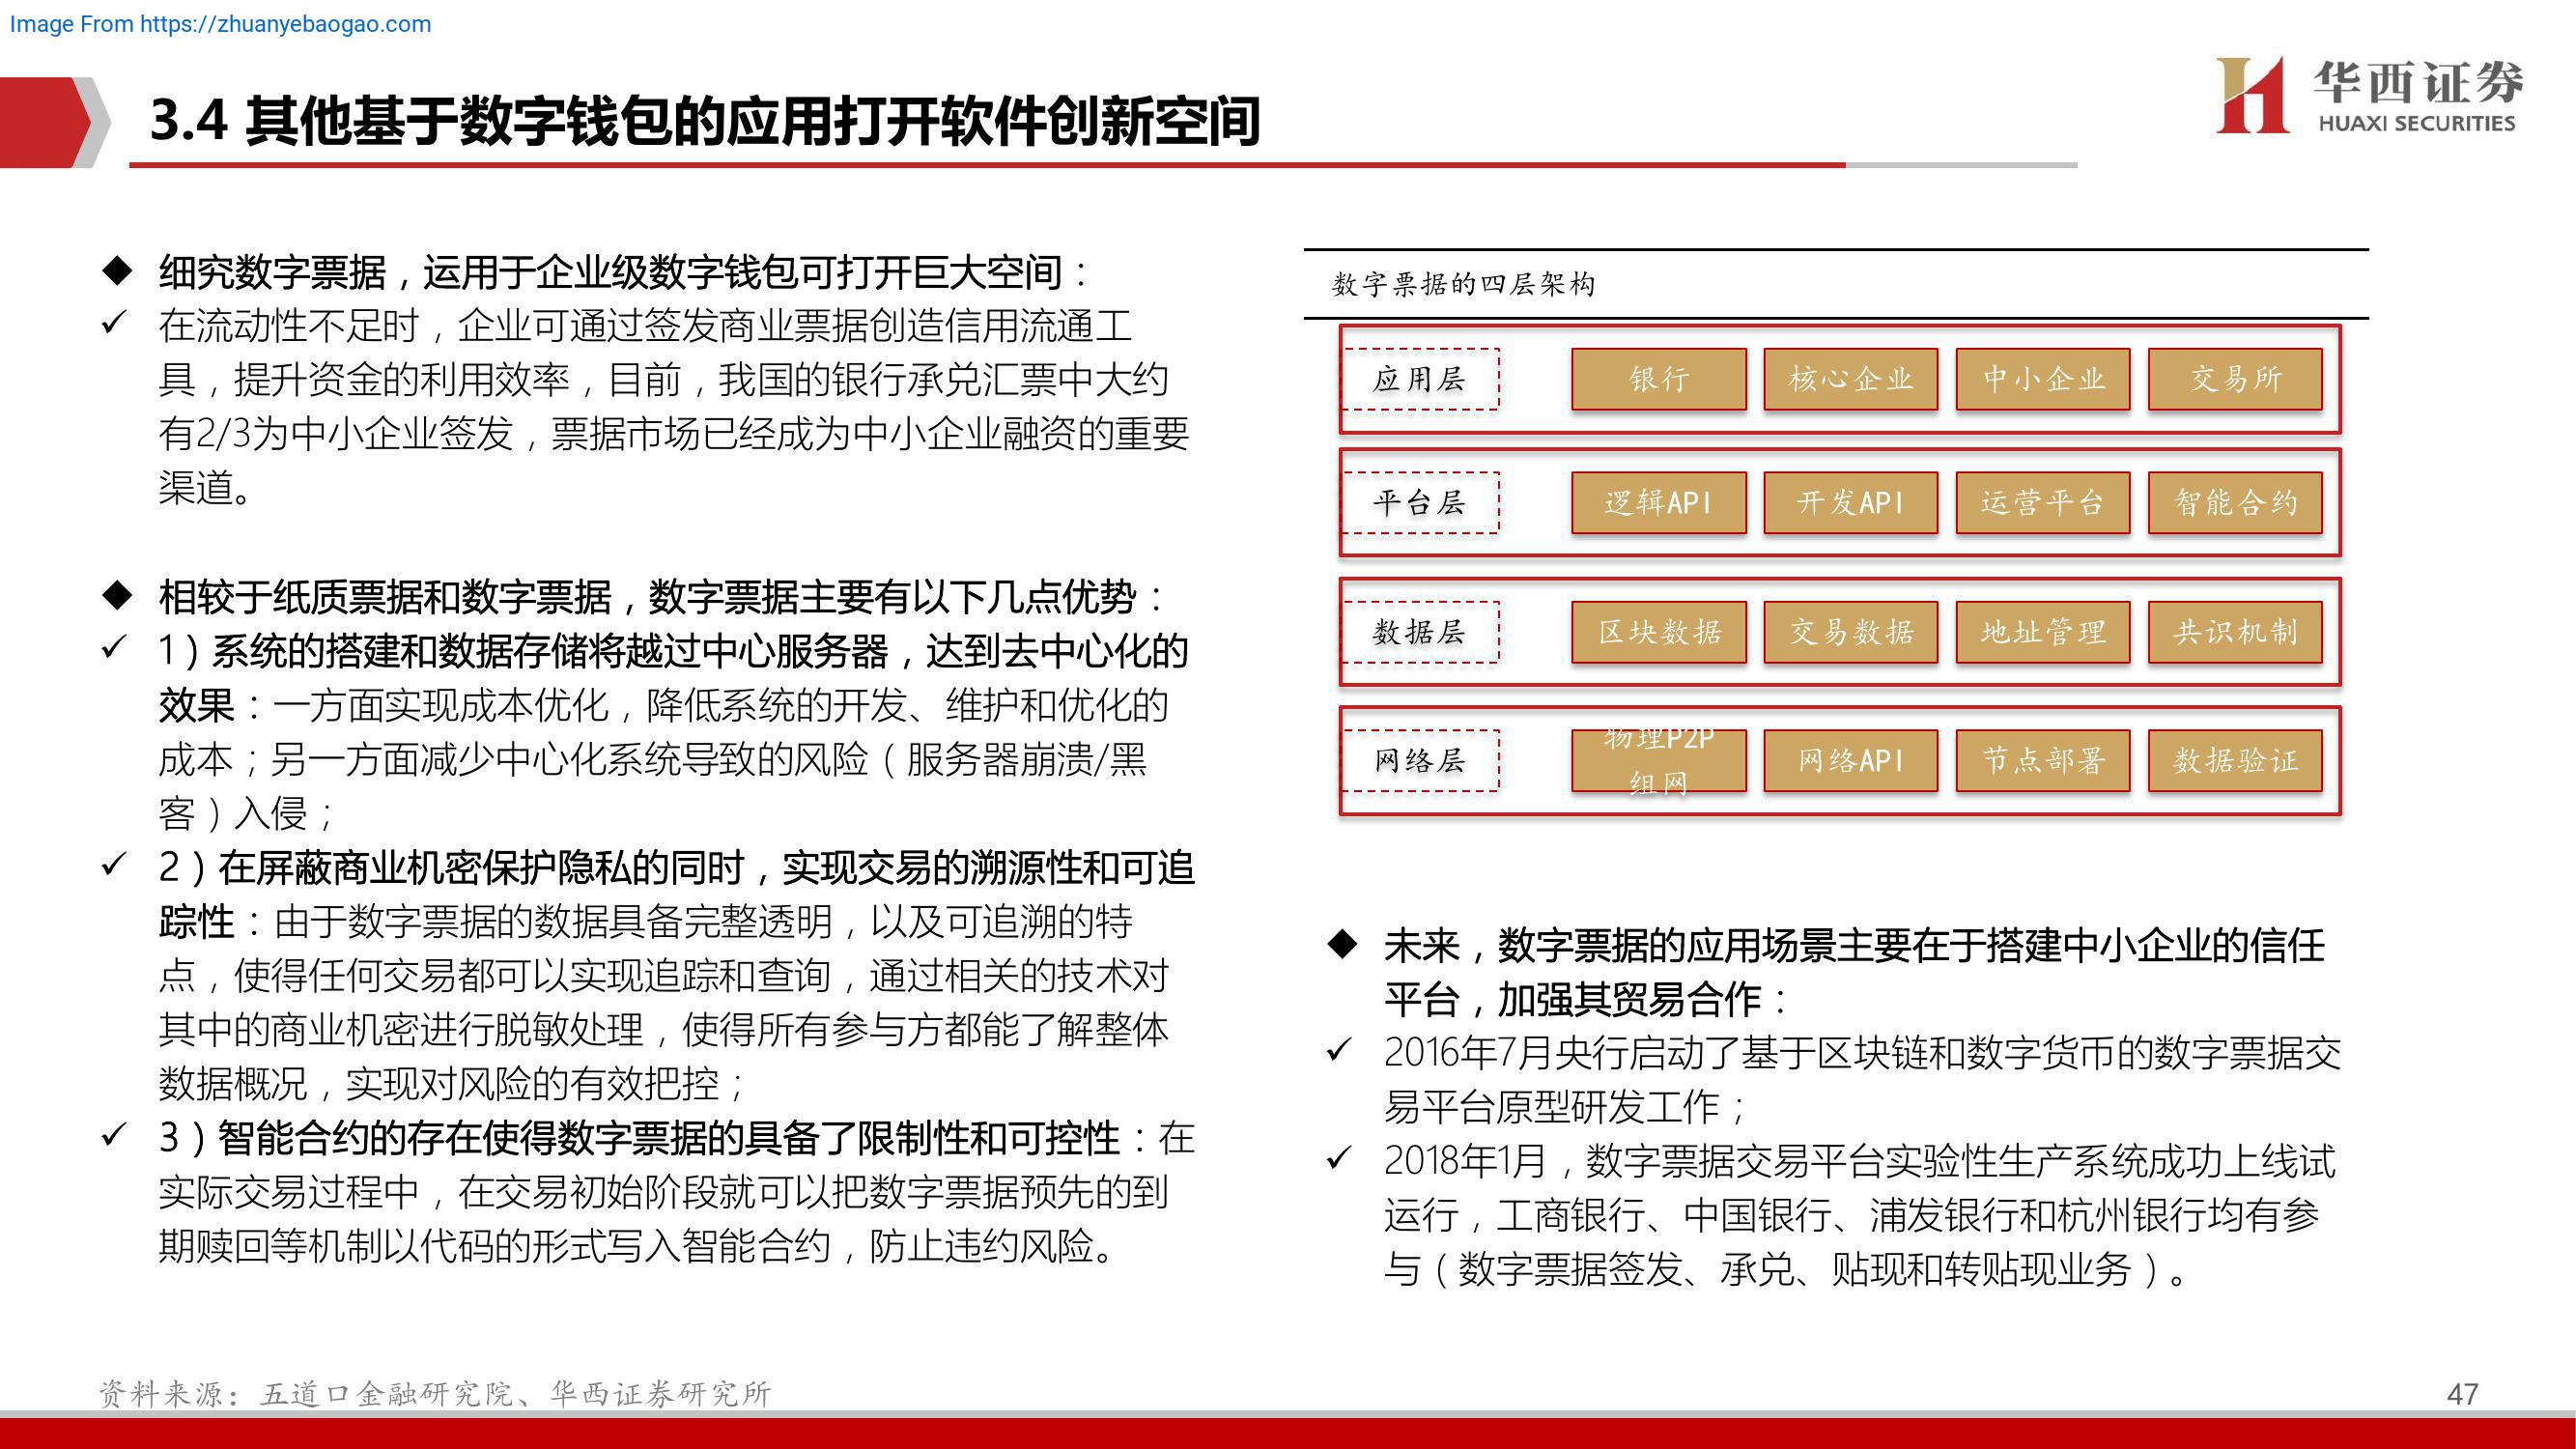 Image From https://zhuanyebaogao.com
3.4 其他基于数字钱包的应用打开软件创新空间
华西证券
HUAXI SECURITIES
◆ 细究数字票据，运用于企业级数字钱包可打开巨大空间：
✓ 在流动性不足时，企业可通过签发商业票据创造信用流通工
具，提升资金的利用效率，目前，我国的银行承兑汇票中大约
有2/3为中小企业签发，票据市场已经成为中小企业融资的重要
渠道。
◆ 相较于纸质票据和数字票据，数字票据主要有以下几点优势：
✓ 1）系统的搭建和数据存储将越过中心服务器，达到去中心化的
效果：一方面实现成本优化，降低系统的开发、维护和优化的
成本；另一方面减少中心化系统导致的风险（服务器崩溃/黑
客）入侵；
✓ 2）在屏蔽商业机密保护隐私的同时，实现交易的溯源性和可追
踪性：由于数字票据的数据具备完整透明，以及可追溯的特
点，使得任何交易都可以实现追踪和查询，通过相关的技术对
其中的商业机密进行脱敏处理，使得所有参与方都能了解整体
数据概况，实现对风险的有效把控；
✓ 3）智能合约的存在使得数字票据的具备了限制性和可控性：在
实际交易过程中，在交易初始阶段就可以把数字票据预先的到
期赎回等机制以代码的形式写入智能合约，防止违约风险。
数字票据的四层架构
应用层 银行 核心企业 中小企业 交易所
平台层 逻辑API 开发API 运营平台 智能合约
数据层 区块数据 交易数据 地址管理 共识机制
网络层 物理P2P组网 网络API 节点部署 数据验证
◆ 未来，数字票据的应用场景主要在于搭建中小企业的信任
平台，加强其贸易合作：
✓ 2016年7月央行启动了基于区块链和数字货币的数字票据交
易平台原型研发工作；
✓ 2018年1月，数字票据交易平台实验性生产系统成功上线试
运行，工商银行、中国银行、浦发银行和杭州银行均有参
与（数字票据签发、承兑、贴现和转贴现业务）。
资料来源：五道口金融研究院、华西证券研究所
47